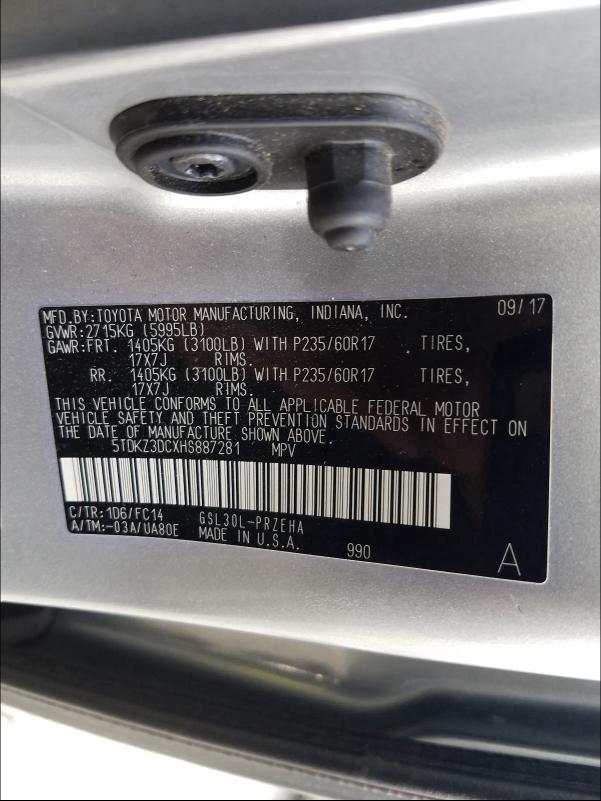 MFD.BY:TOYOTA MOTOR MANUFACTURING, INDIANA, INC. 09/17
GVWR:2715KG (5995LB)
GAWR:FRT. 1405KG (3100LB) WITH P235/60R17 TIRES,
17X7J RIMS.
RR. 1405KG (3100LB) WITH P235/60R17 TIRES,
17X7J RIMS.
THIS VEHICLE CONFORMS TO ALL APPLICABLE FEDERAL MOTOR
VEHICLE SAFETY AND THEFT PREVENTION STANDARDS IN EFFECT ON
THE DATE OF MANUFACTURE SHOWN ABOVE.
5TDKZ3DCXHS887281 MPV
C/TR:1D6/FC14 GSL30L-PRZEHA
A/TM:-03A/UA80E MADE IN U.S.A. 990 A